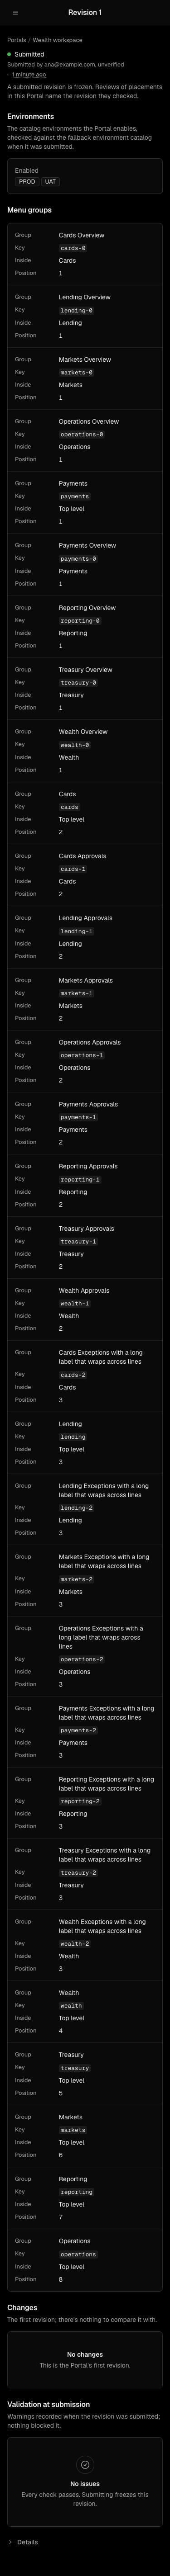 Revision 1
Portals / Wealth workspace
Submitted
Submitted by ana@example.com, unverified
· 1 minute ago
A submitted revision is frozen. Reviews of placements
in this Portal name the revision they checked.
Environments
The catalog environments the Portal enables,
checked against the fallback environment catalog
when it was submitted.
Enabled
PROD UAT
Menu groups
Group Cards Overview
Key cards-0
Inside Cards
Position 1
Group Lending Overview
Key lending-0
Inside Lending
Position 1
Group Markets Overview
Key markets-0
Inside Markets
Position 1
Group Operations Overview
Key operations-0
Inside Operations
Position 1
Group Payments
Key payments
Inside Top level
Position 1
Group Payments Overview
Key payments-0
Inside Payments
Position 1
Group Reporting Overview
Key reporting-0
Inside Reporting
Position 1
Group Treasury Overview
Key treasury-0
Inside Treasury
Position 1
Group Wealth Overview
Key wealth-0
Inside Wealth
Position 1
Group Cards
Key cards
Inside Top level
Position 2
Group Cards Approvals
Key cards-1
Inside Cards
Position 2
Group Lending Approvals
Key lending-1
Inside Lending
Position 2
Group Markets Approvals
Key markets-1
Inside Markets
Position 2
Group Operations Approvals
Key operations-1
Inside Operations
Position 2
Group Payments Approvals
Key payments-1
Inside Payments
Position 2
Group Reporting Approvals
Key reporting-1
Inside Reporting
Position 2
Group Treasury Approvals
Key treasury-1
Inside Treasury
Position 2
Group Wealth Approvals
Key wealth-1
Inside Wealth
Position 2
Group Cards Exceptions with a long
label that wraps across lines
Key cards-2
Inside Cards
Position 3
Group Lending
Key lending
Inside Top level
Position 3
Group Lending Exceptions with a long
label that wraps across lines
Key lending-2
Inside Lending
Position 3
Group Markets Exceptions with a long
label that wraps across lines
Key markets-2
Inside Markets
Position 3
Group Operations Exceptions with a
long label that wraps across
lines
Key operations-2
Inside Operations
Position 3
Group Payments Exceptions with a long
label that wraps across lines
Key payments-2
Inside Payments
Position 3
Group Reporting Exceptions with a long
label that wraps across lines
Key reporting-2
Inside Reporting
Position 3
Group Treasury Exceptions with a long
label that wraps across lines
Key treasury-2
Inside Treasury
Position 3
Group Wealth Exceptions with a long
label that wraps across lines
Key wealth-2
Inside Wealth
Position 3
Group Wealth
Key wealth
Inside Top level
Position 4
Group Treasury
Key treasury
Inside Top level
Position 5
Group Markets
Key markets
Inside Top level
Position 6
Group Reporting
Key reporting
Inside Top level
Position 7
Group Operations
Key operations
Inside Top level
Position 8
Changes
The first revision; there's nothing to compare it with.
No changes
This is the Portal's first revision.
Validation at submission
Warnings recorded when the revision was submitted;
nothing blocked it.
No issues
Every check passes. Submitting freezes this
revision.
Details